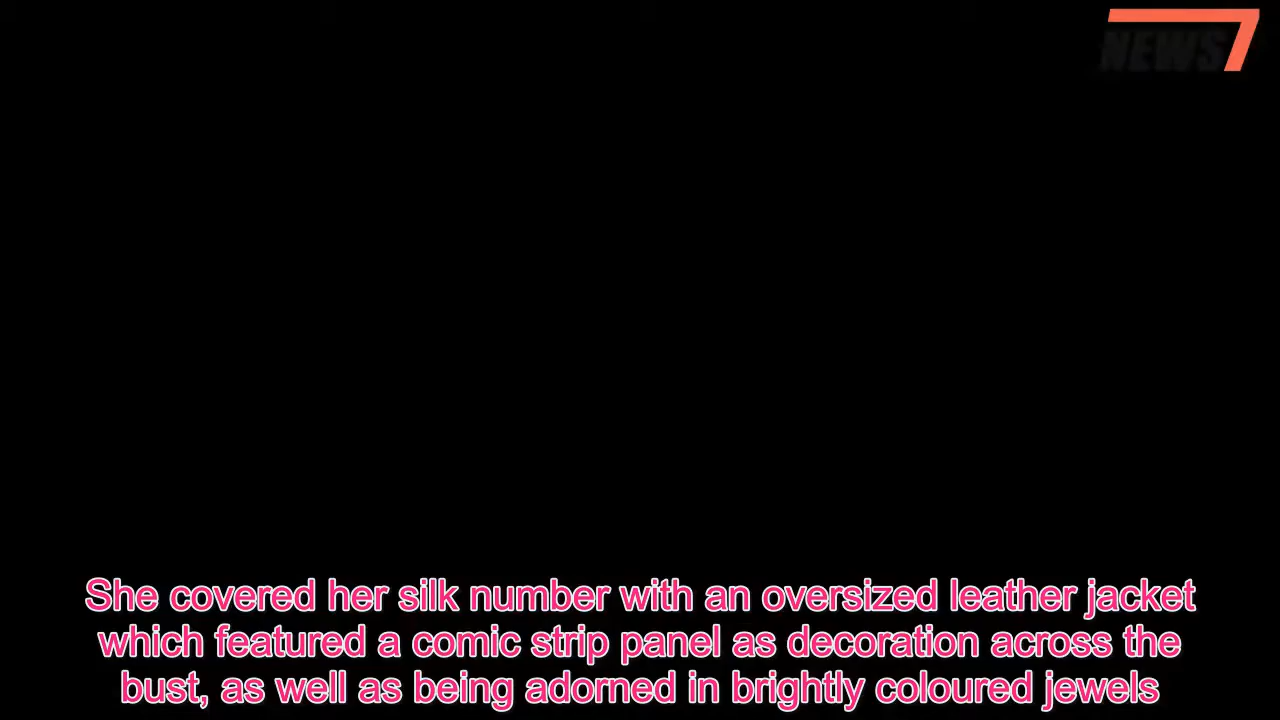 NEWS7
She covered her silk number with an oversized leather jacket
which featured a comic strip panel as decoration across the
bust, as well as being adorned in brightly coloured jewels